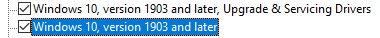 Windows 10, version 1903 and later, Upgrade & Servicing Drivers
Windows 10, version 1903 and later